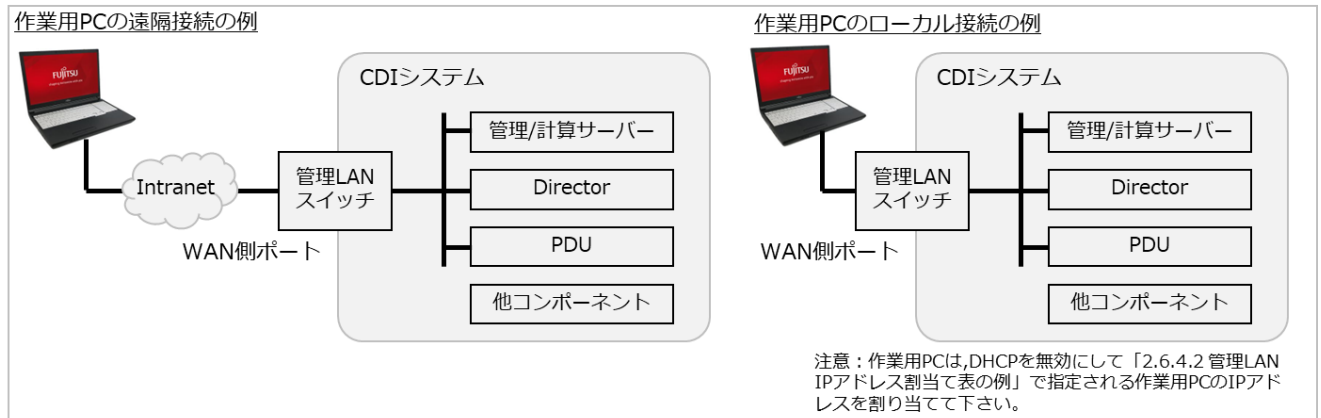 作業用PCの遠隔接続の例
FUJITSU
CDIシステム
管理/計算サーバー
Intranet
管理LAN
スイッチ
Director
WAN側ポート
PDU
他コンポーネント
作業用PCのローカル接続の例
FUJITSU
CDIシステム
管理/計算サーバー
管理LAN
スイッチ
Director
WAN側ポート
PDU
他コンポーネント
注意：作業用PCは,DHCPを無効にして「2.6.4.2 管理LAN
IPアドレス割当て表の例」で指定される作業用PCのIPアド
レスを割り当てて下さい。